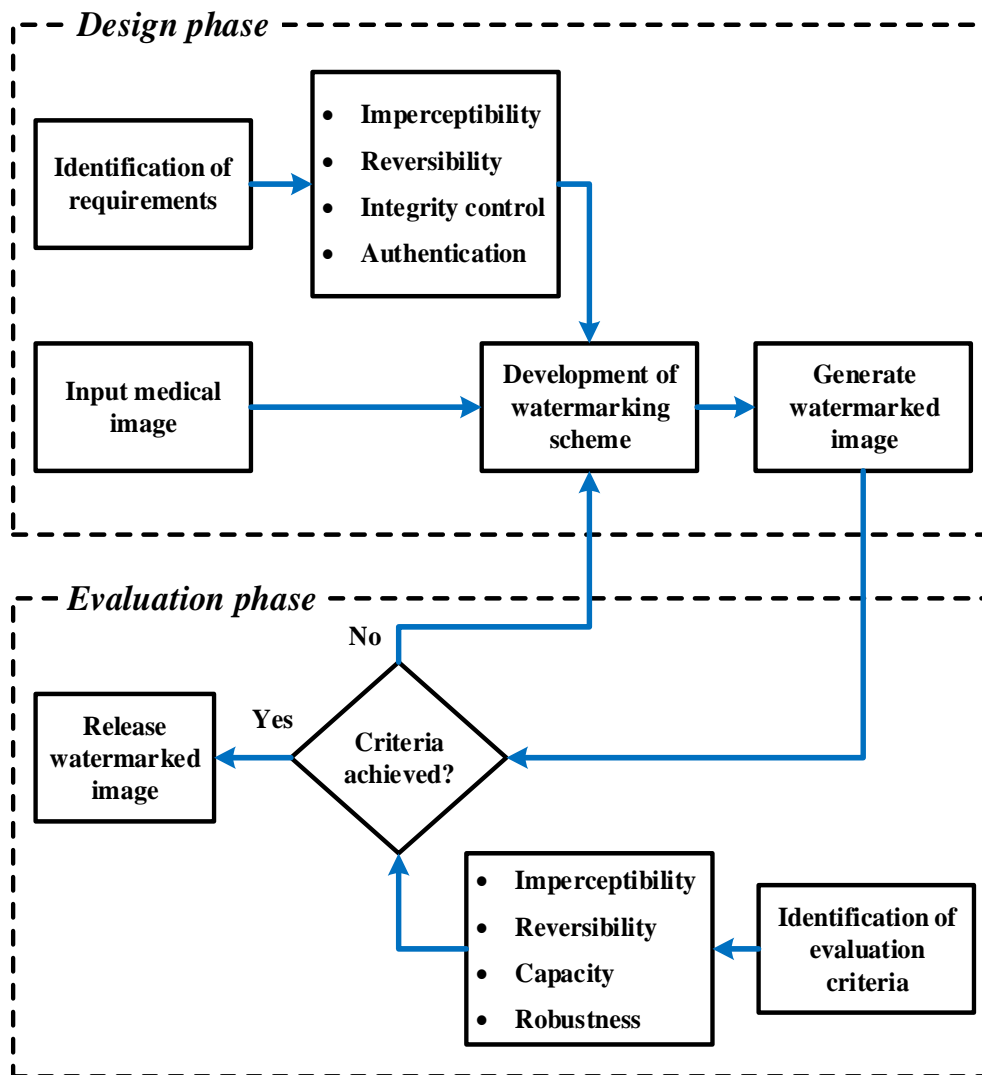 Design phase
Identification of
requirements
• Imperceptibility
• Reversibility
• Integrity control
• Authentication
Input medical
image
Development of
watermarking
scheme
Generate
watermarked
image
Evaluation phase
No
Yes
Release
watermarked
image
Criteria
achieved?
• Imperceptibility
• Reversibility
• Capacity
• Robustness
Identification of
evaluation
criteria